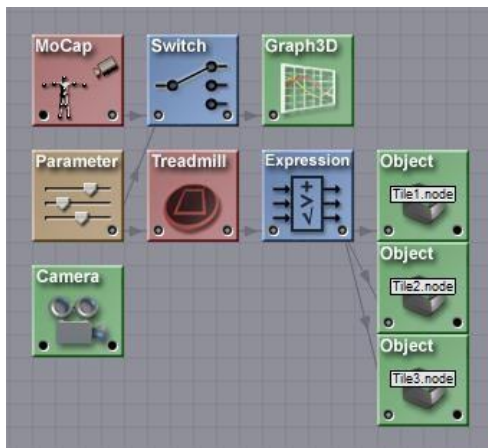 MoCap
Switch
Graph3D
Parameter
Treadmill
Expression
Object
Tile1.node
Camera
Object
Tile2.node
Object
Tile3.node